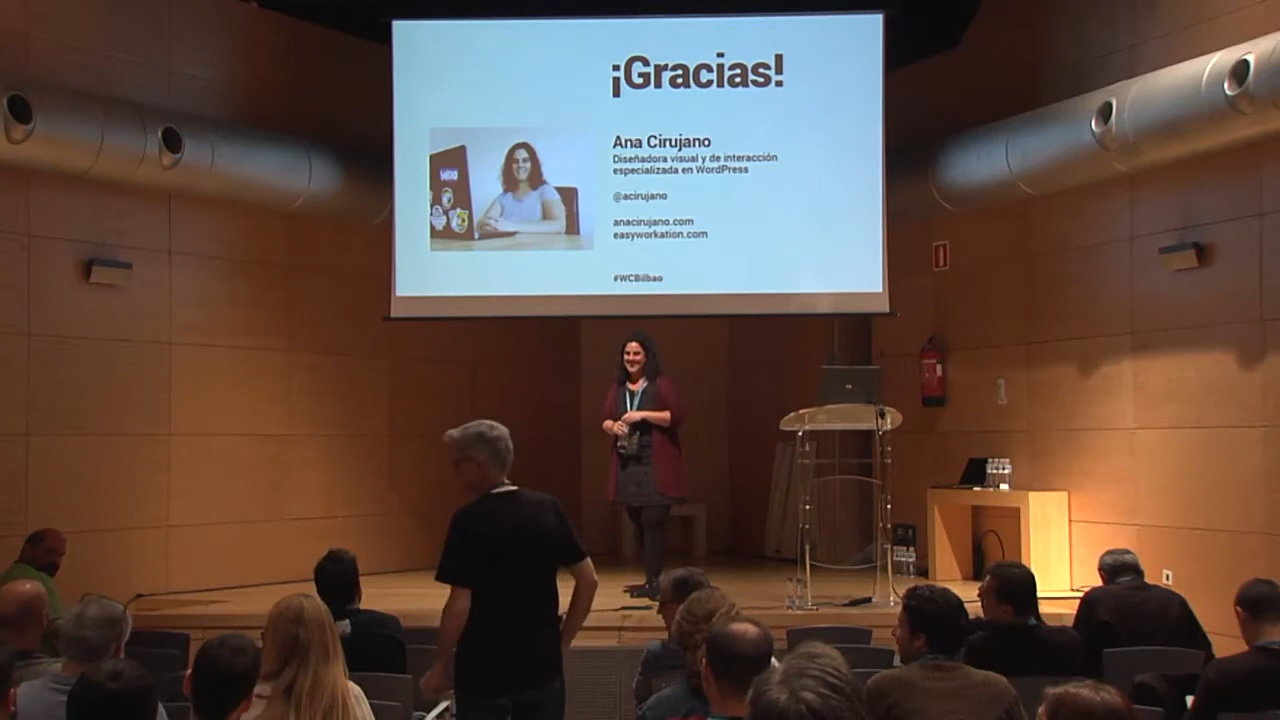 ¡Gracias!
Ana Cirujano
Diseñadora visual y de interacción
especializada en WordPress
@acirujano
anacirujano.com
easyworkation.com
#WCBilbao